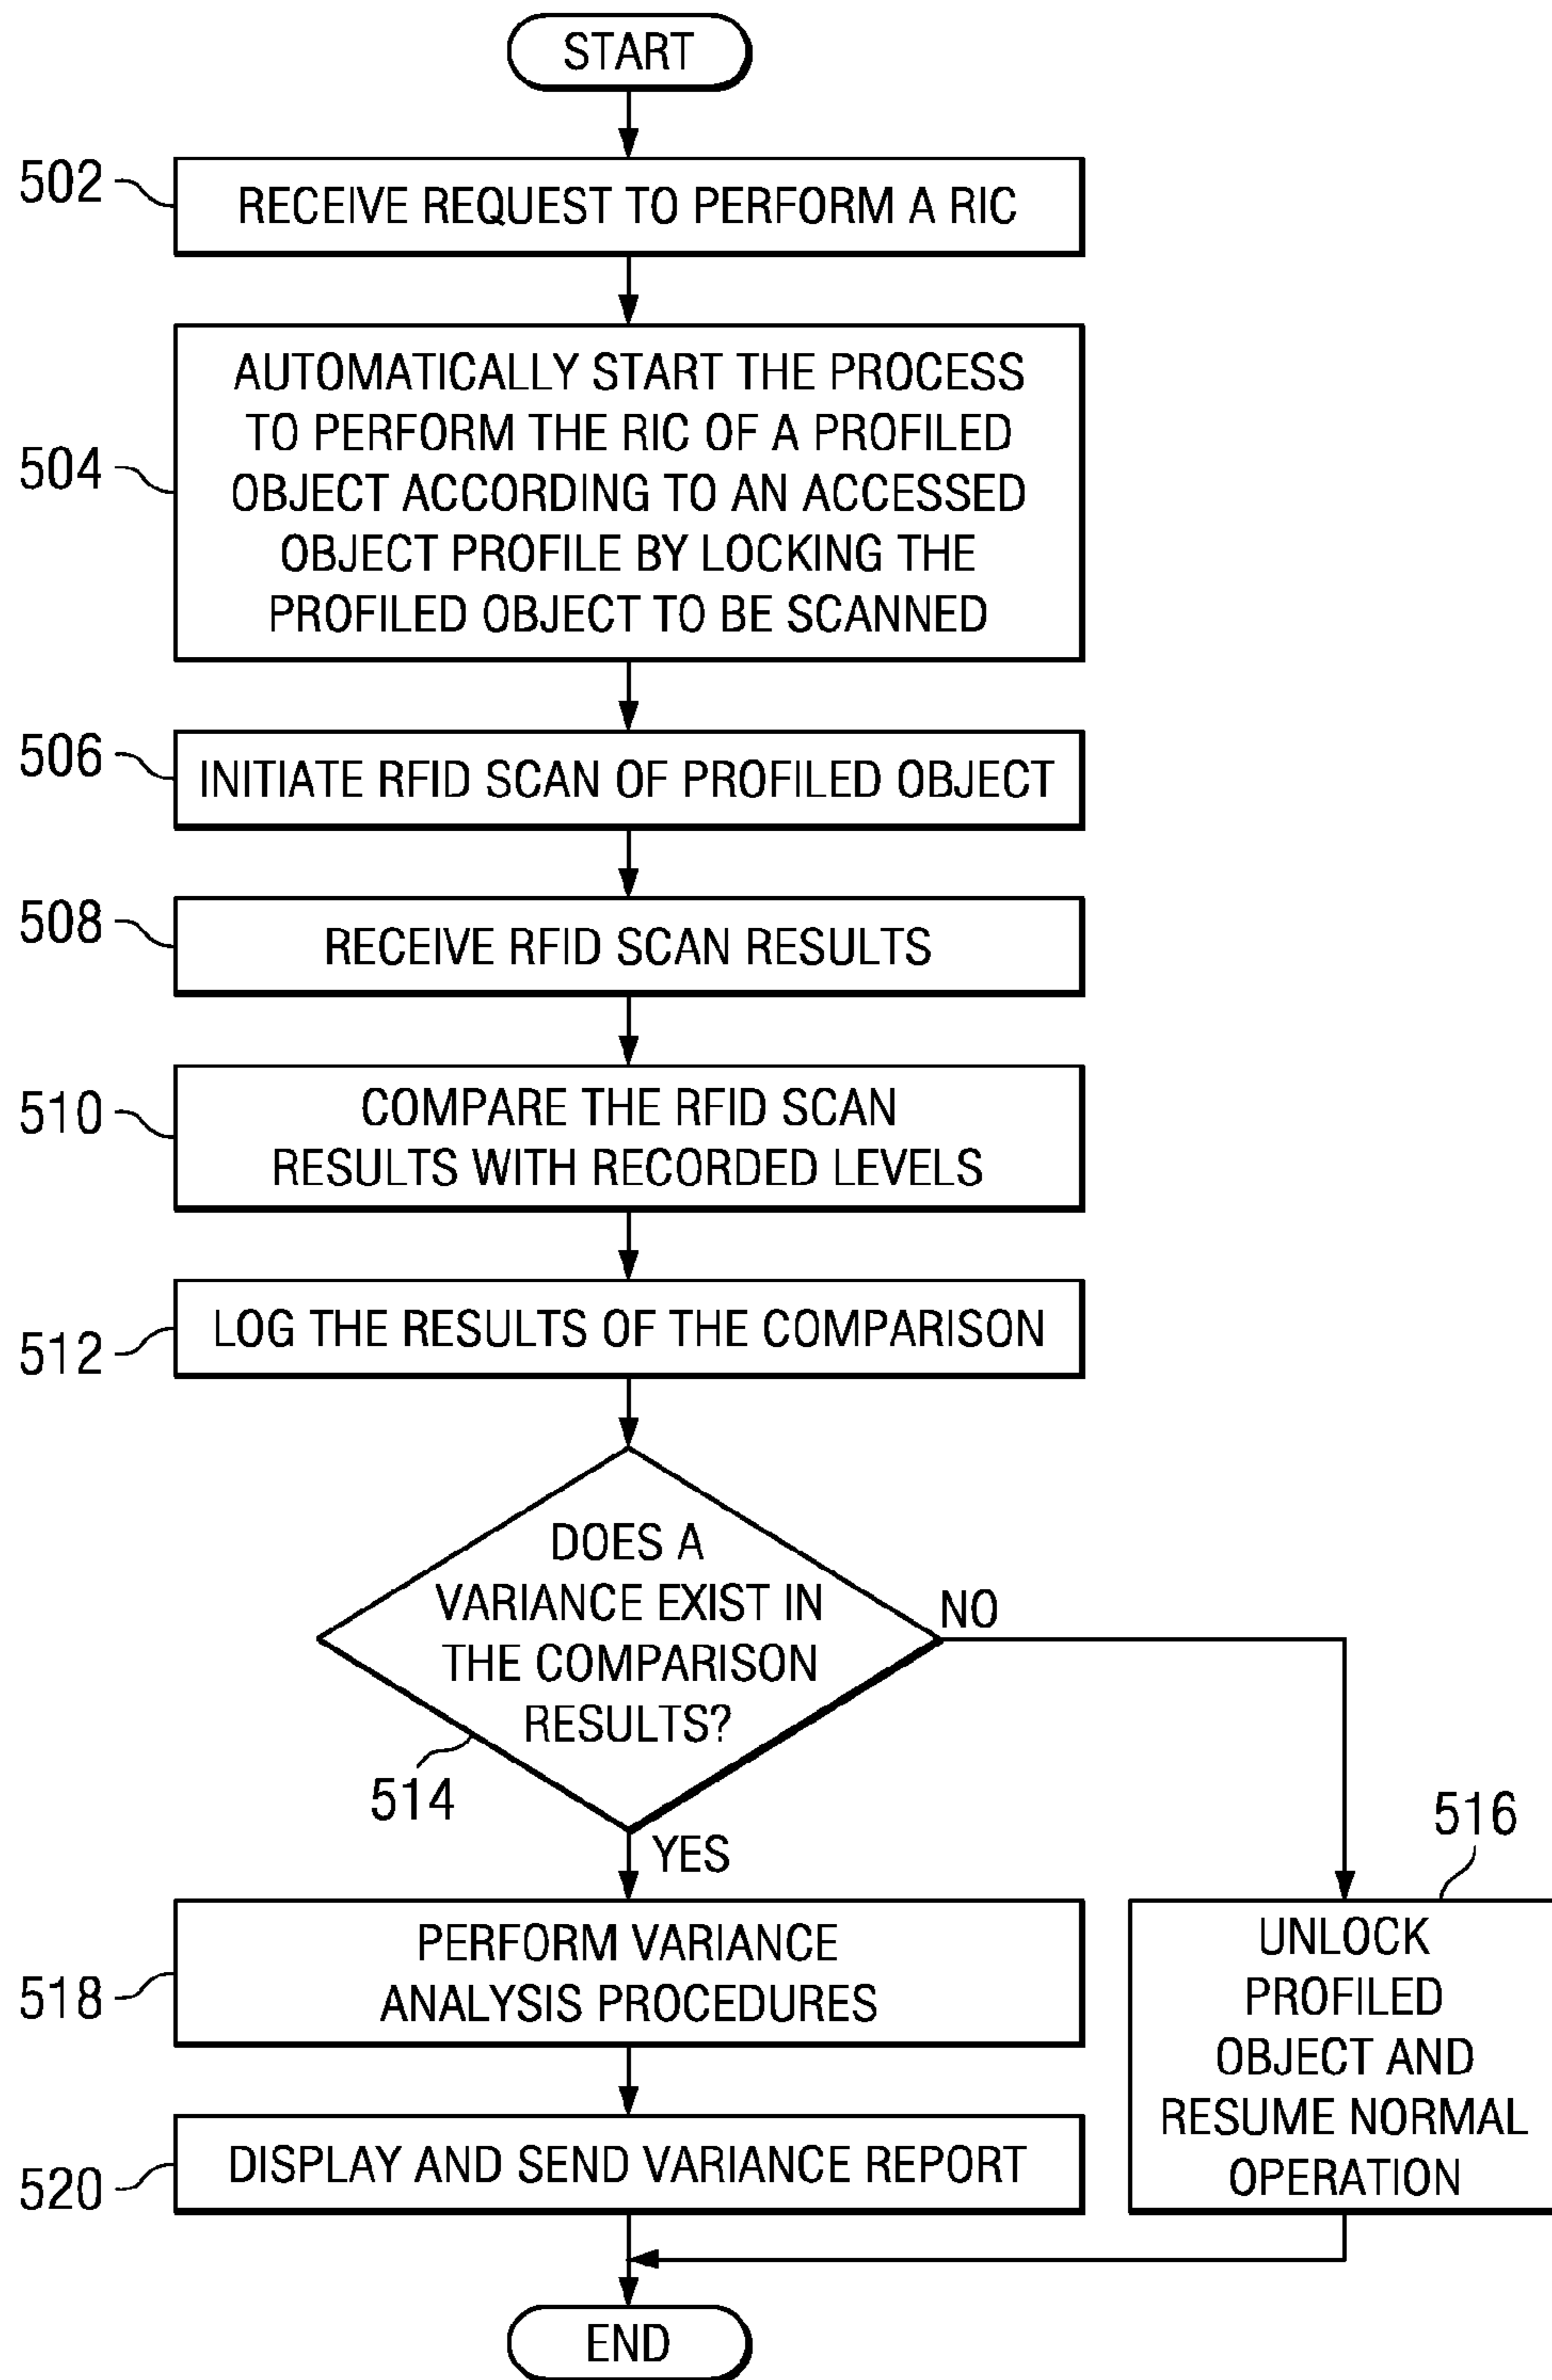 START
502
RECEIVE REQUEST TO PERFORM A RIC
504
AUTOMATICALLY START THE PROCESS
TO PERFORM THE RIC OF A PROFILED
OBJECT ACCORDING TO AN ACCESSED
OBJECT PROFILE BY LOCKING THE
PROFILED OBJECT TO BE SCANNED
506
INITIATE RFID SCAN OF PROFILED OBJECT
508
RECEIVE RFID SCAN RESULTS
510
COMPARE THE RFID SCAN
RESULTS WITH RECORDED LEVELS
512
LOG THE RESULTS OF THE COMPARISON
DOES A
VARIANCE EXIST IN
THE COMPARISON
RESULTS?
514
NO
YES
516
UNLOCK
PROFILED
OBJECT AND
RESUME NORMAL
OPERATION
518
PERFORM VARIANCE
ANALYSIS PROCEDURES
520
DISPLAY AND SEND VARIANCE REPORT
END